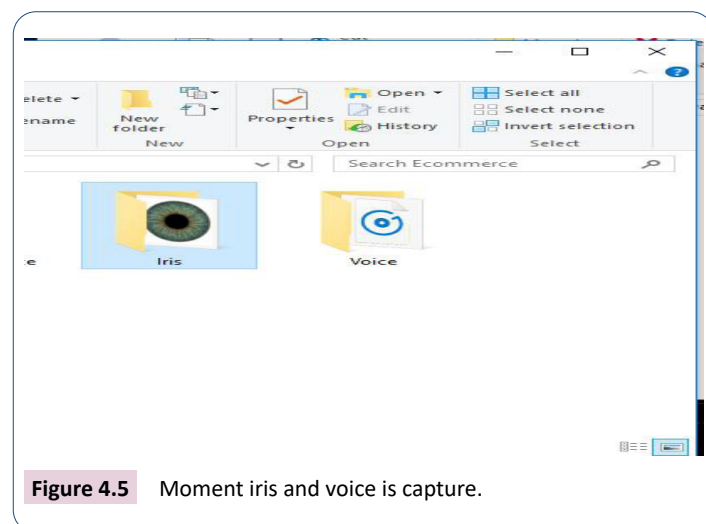 elete
ename
New
folder
New
Properties
Open
Edit
History
Open
Select all
Select none
Invert selection
Select
Search Ecommerce
e
Iris
Voice
Figure 4.5 Moment iris and voice is capture.